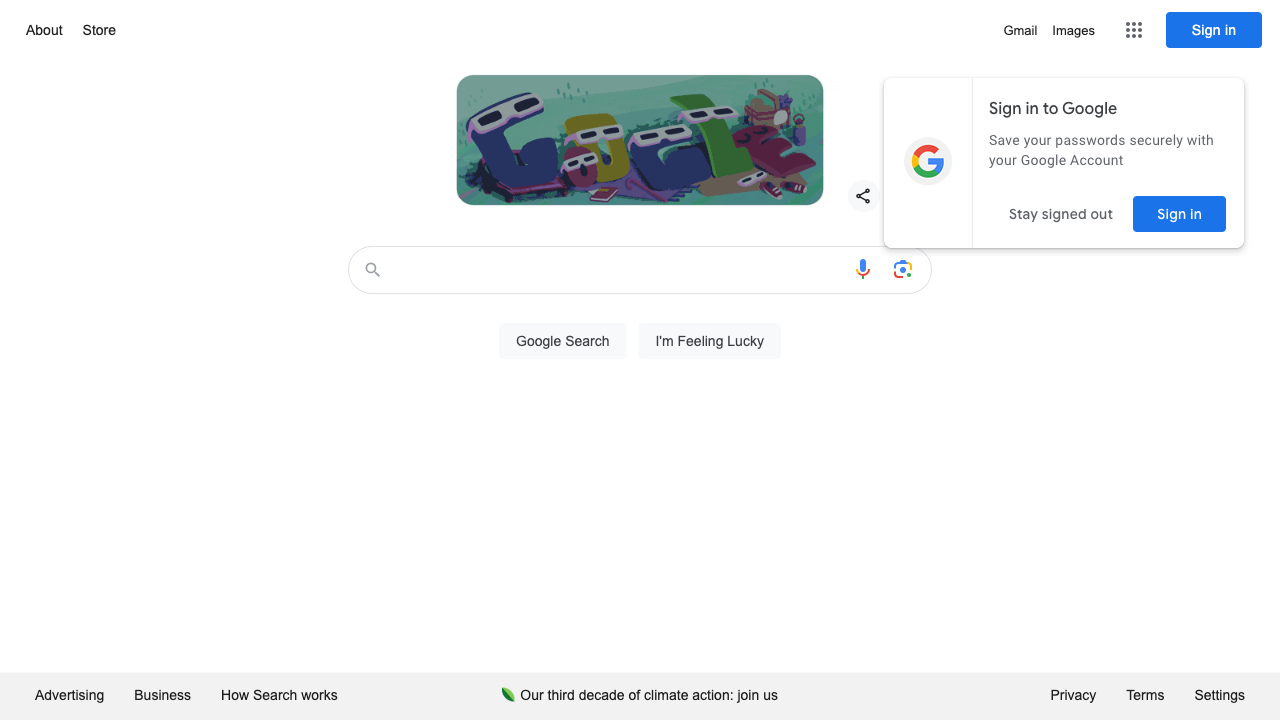 About Store
Gmail Images Sign in
Google
Sign in to Google
Save your passwords securely with
your Google Account
Stay signed out Sign in
Google Search I'm Feeling Lucky
Advertising Business How Search works
Our third decade of climate action: join us
Privacy Terms Settings